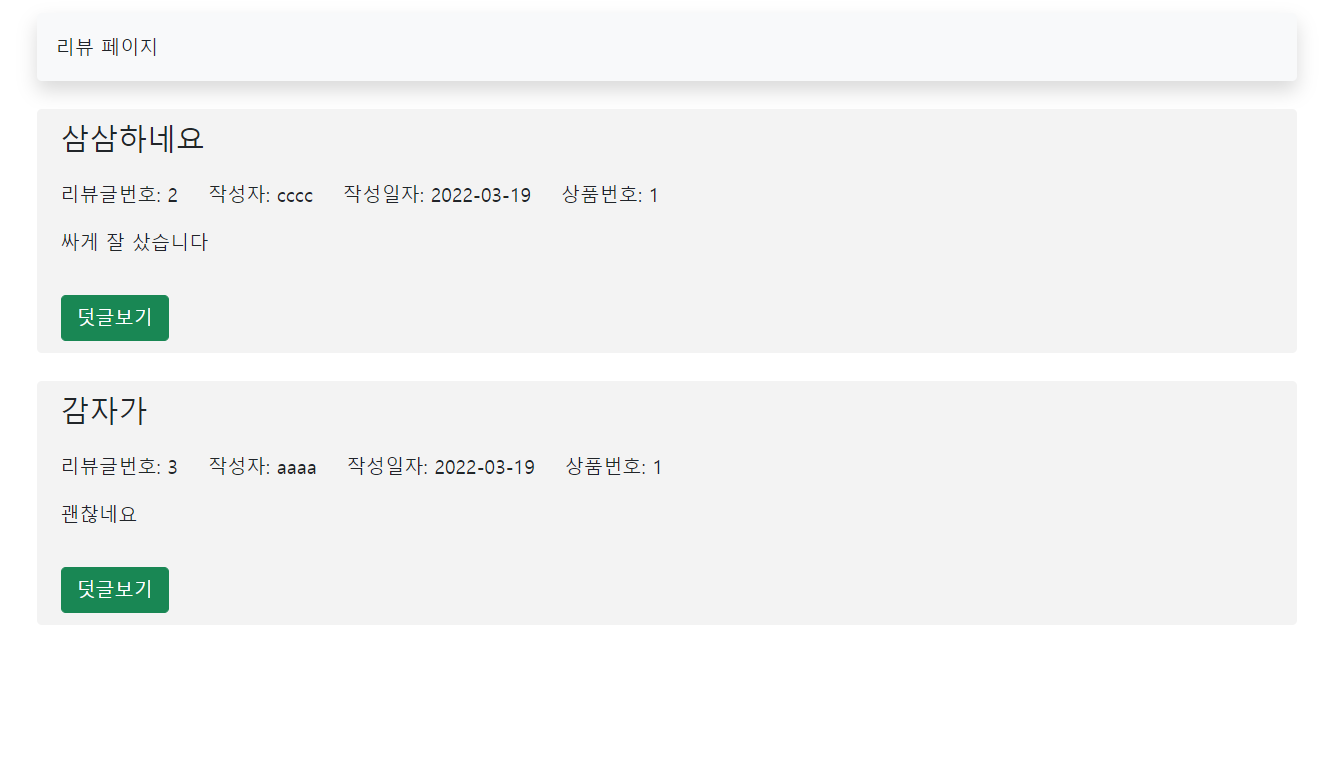 리뷰 페이지
삼삼하네요
리뷰글번호: 2 작성자: cccc 작성일자: 2022-03-19 상품번호: 1
싸게 잘 샀습니다
덧글보기
감자가
리뷰글번호: 3 작성자: aaaa 작성일자: 2022-03-19 상품번호: 1
괜찮네요
덧글보기